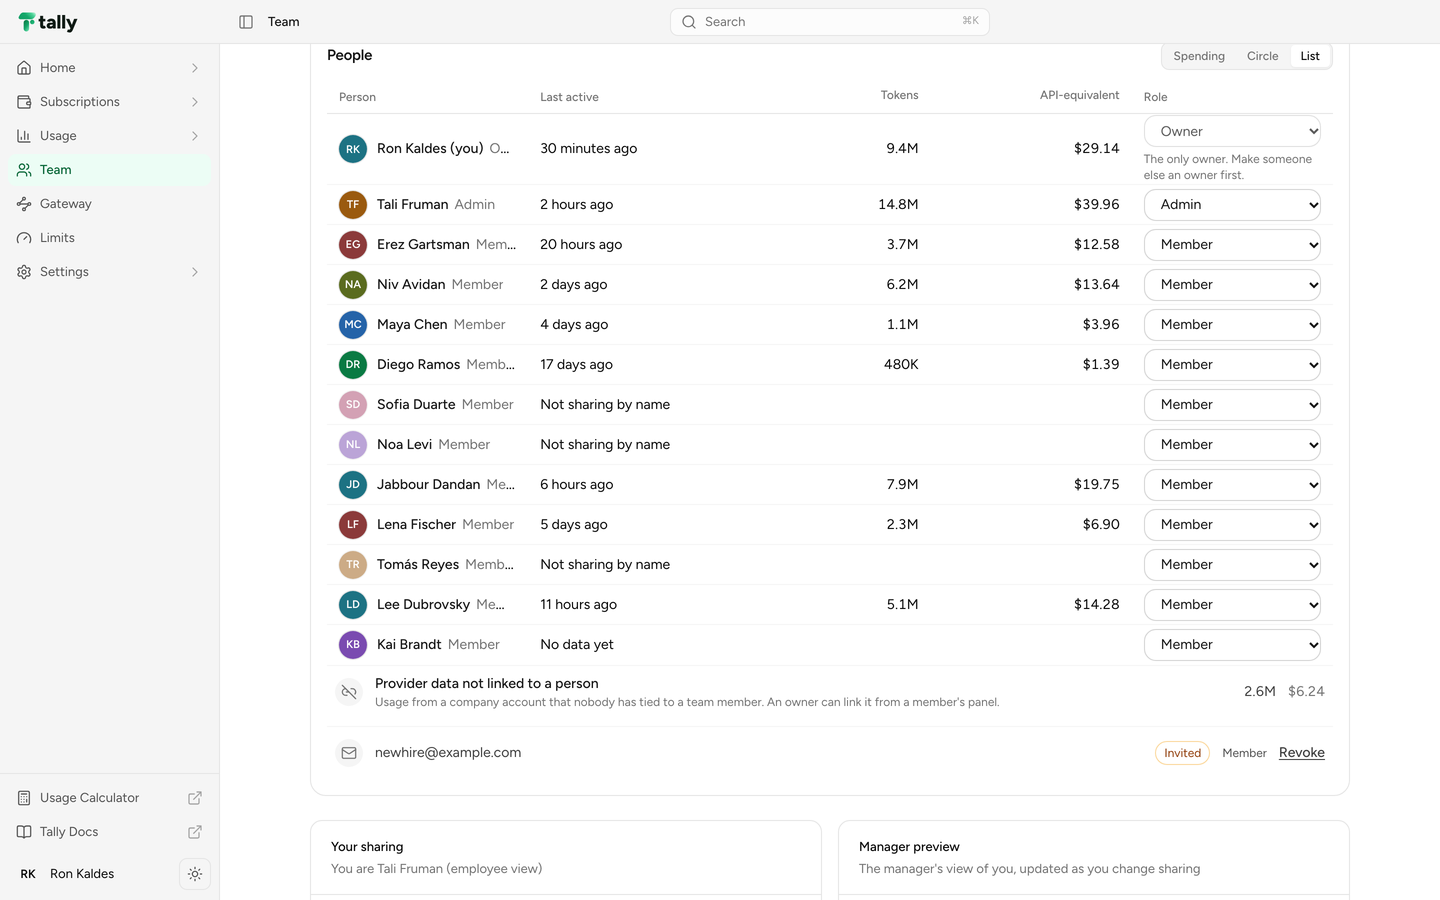 tally
Team
Search
⌘K
Home
Subscriptions
Usage
Team
Gateway
Limits
Settings
People
Spending
Circle
List
Person
Last active
Tokens
API-equivalent
Role
RK Ron Kaldes (you) O... 30 minutes ago 9.4M $29.14 Owner
The only owner. Make someone
else an owner first.
TF Tali Fruman Admin 2 hours ago 14.8M $39.96 Admin
EG Erez Gartsman Mem... 20 hours ago 3.7M $12.58 Member
NA Niv Avidan Member 2 days ago 6.2M $13.64 Member
MC Maya Chen Member 4 days ago 1.1M $3.96 Member
DR Diego Ramos Memb... 17 days ago 480K $1.39 Member
SD Sofia Duarte Member Not sharing by name Member
NL Noa Levi Member Not sharing by name Member
JD Jabbour Dandan Me... 6 hours ago 7.9M $19.75 Member
LF Lena Fischer Member 5 days ago 2.3M $6.90 Member
TR Tomás Reyes Memb... Not sharing by name Member
LD Lee Dubrovsky Me... 11 hours ago 5.1M $14.28 Member
KB Kai Brandt Member No data yet Member
Provider data not linked to a person
Usage from a company account that nobody has tied to a team member. An owner can link it from a member's panel.
2.6M $6.24
newhire@example.com Invited Member Revoke
Your sharing
You are Tali Fruman (employee view)
Manager preview
The manager's view of you, updated as you change sharing
Usage Calculator
Tally Docs
RK Ron Kaldes